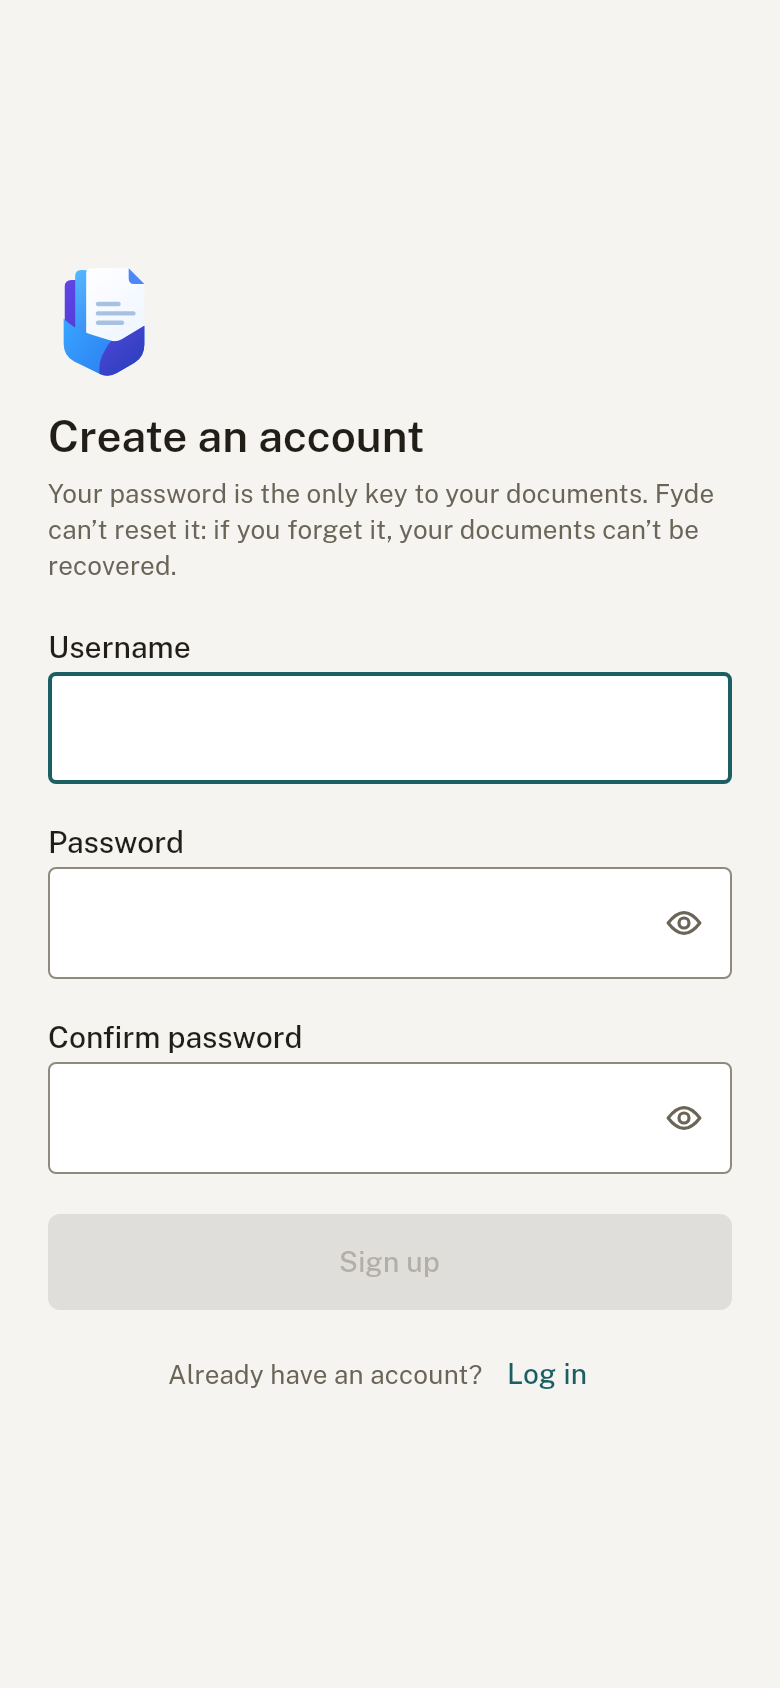 Create an account
Your password is the only key to your documents. Fyde
can’t reset it: if you forget it, your documents can’t be
recovered.
Username
Password
Confirm password
Sign up
Already have an account? Log in